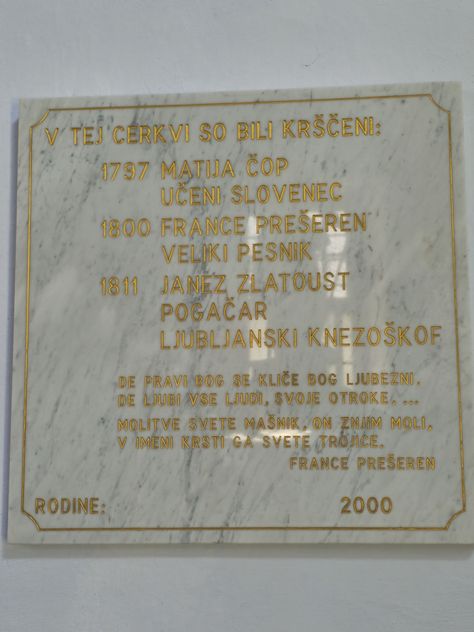 V TEJ CERKVI SO BILI KRŠČENI:
1797 MATIJA ČOP
UČENI SLOVENEC
1800 FRANCE PREŠEREN
VELIKI PESNIK
1811 JANEZ ZLATOUST
POGAČAR
LJUBLJANSKI KNEZOŠKOF
DE PRAVI BOG SE KLIČE BOG LJUBEZNI,
DE LJUBI VSE LJUDI, SVOJE OTROKE, ...
MOLITVE SVETE MAŠNIK, ON ZNJIM MOLI,
V IMENI KRSTI GA SVETE TROJICE.
FRANCE PREŠEREN
RODINE: 2000